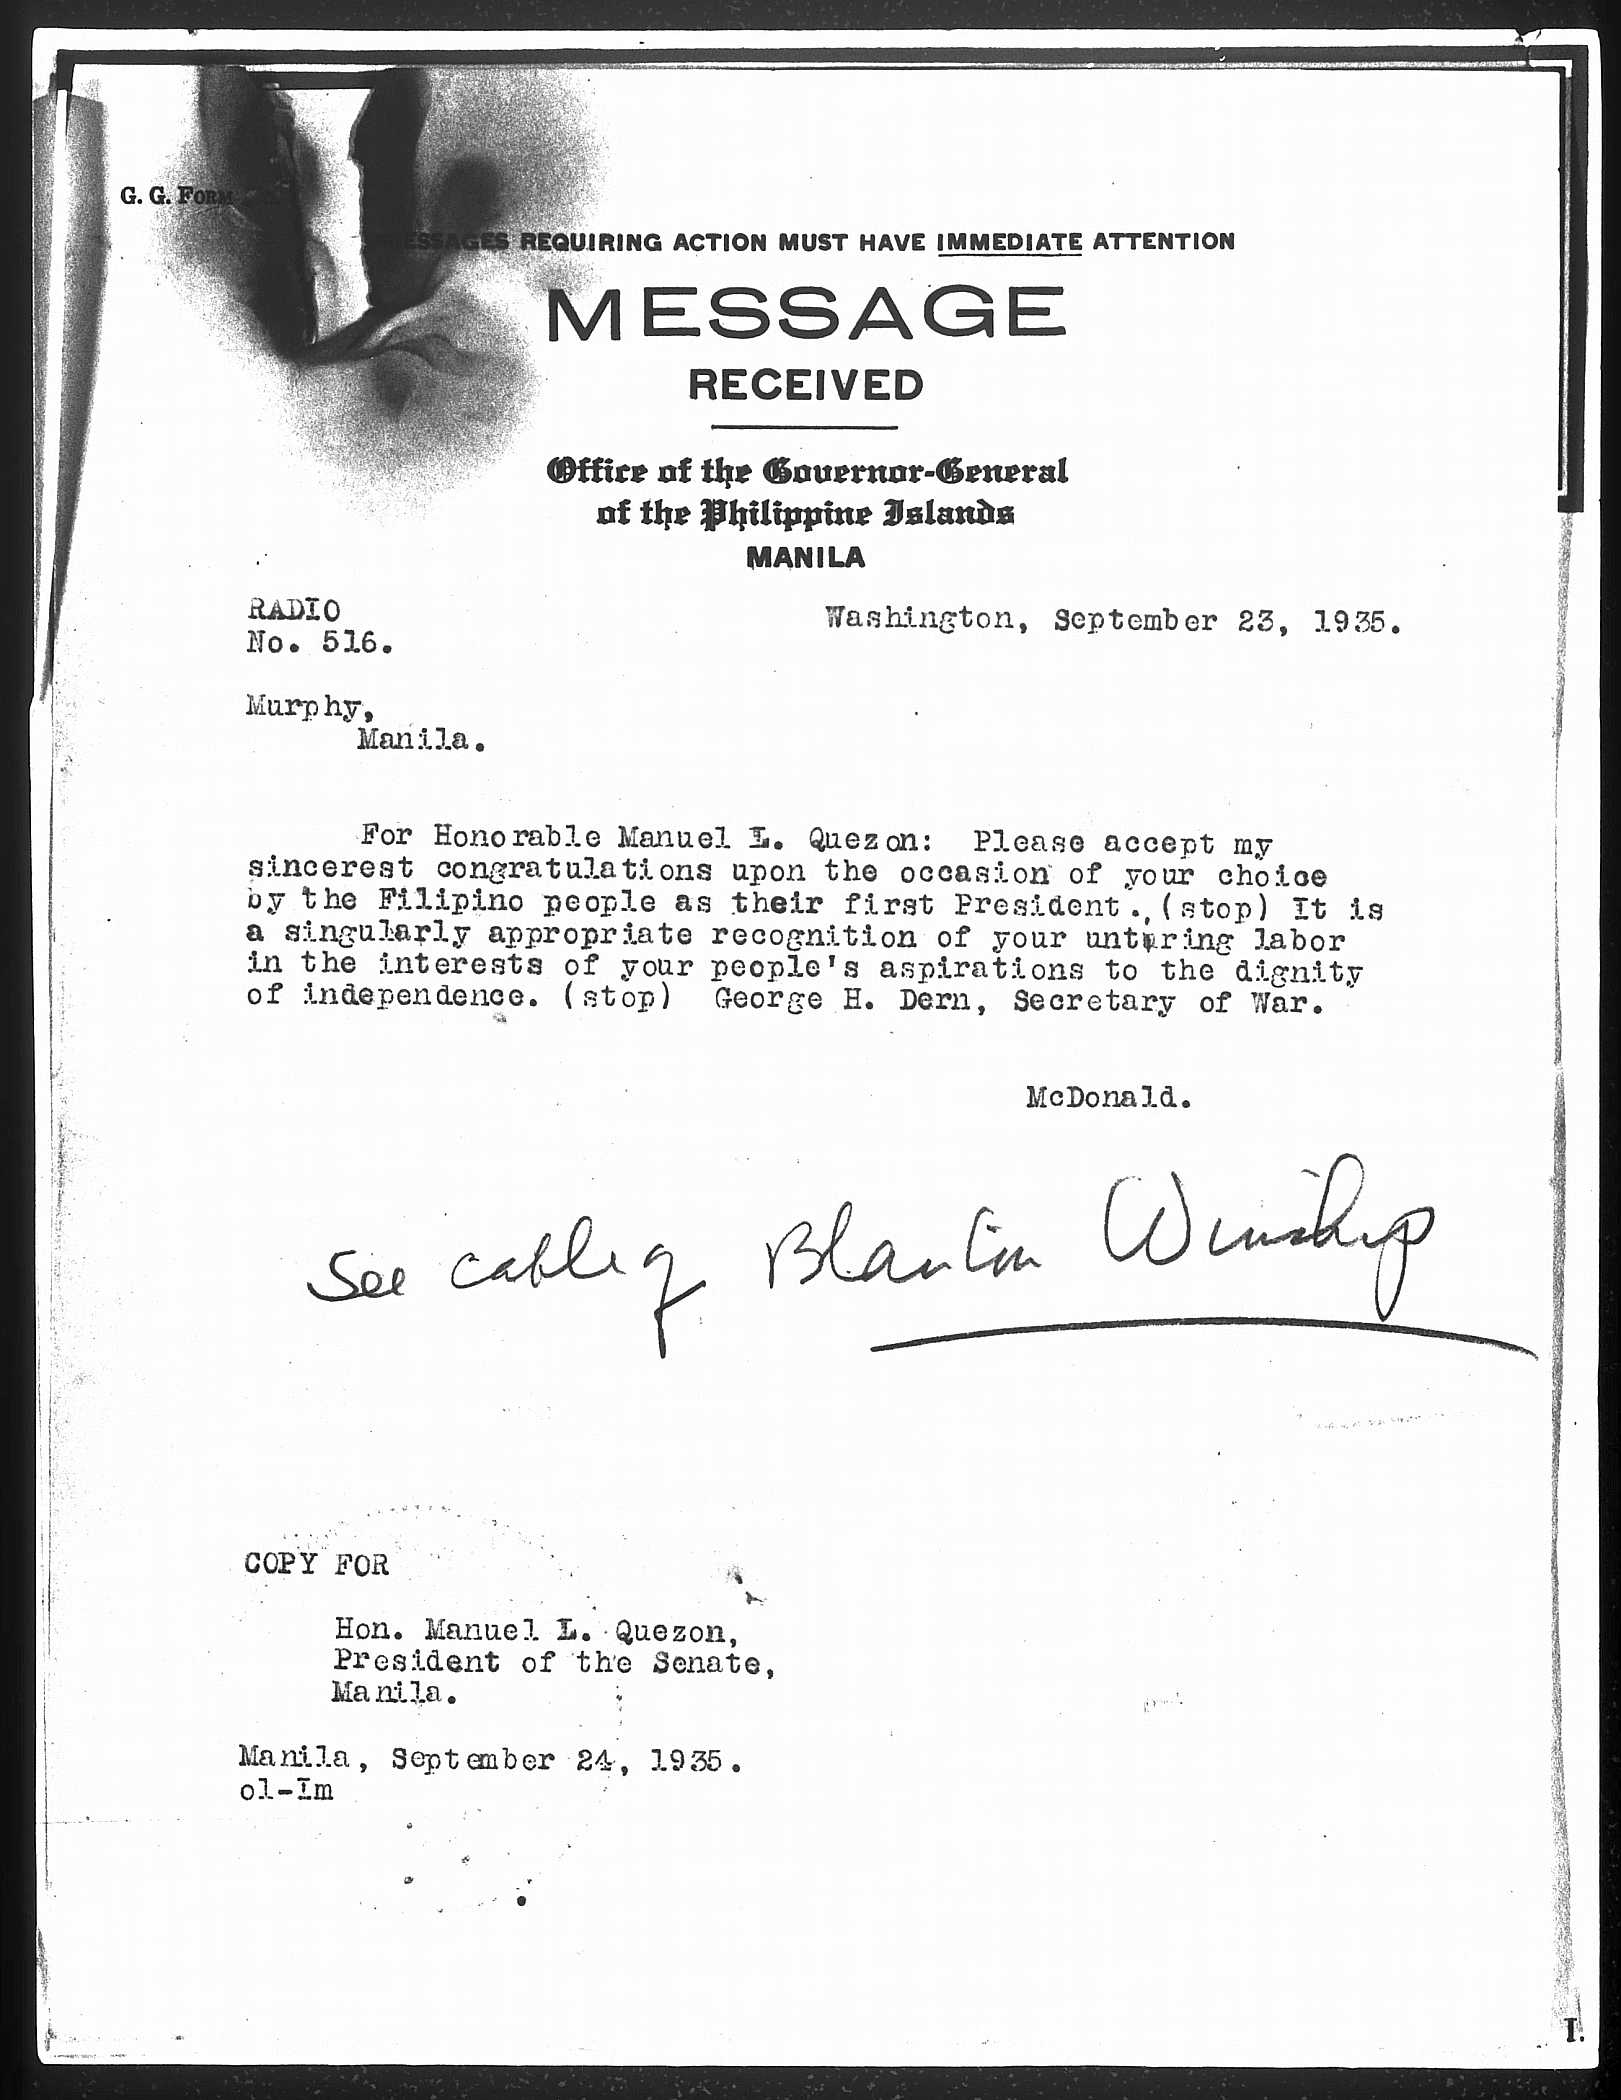 G. G. FORM
MESSAGES REQUIRING ACTION MUST HAVE IMMEDIATE ATTENTION
MESSAGE
RECEIVED
Office of the Governor-General
of the Philippine Islands
MANILA
RADIO
No. 516.
Washington, September 23, 1935.
Murphy,
Manila.
For Honorable Manuel L. Quezon: Please accept my
sincerest congratulations upon the occasion of your choice
by the Filipino people as their first President.,(stop) It is
a singularly appropriate recognition of your untiring labor
in the interests of your people's aspirations to the dignity
of independence. (stop) George H. Dern, Secretary of War.
McDonald.
See cable of Blanton Winship
COPY FOR
Hon. Manuel L. Quezon,
President of the Senate,
Manila.
Manila, September 24, 1935.
ol-Im
I.